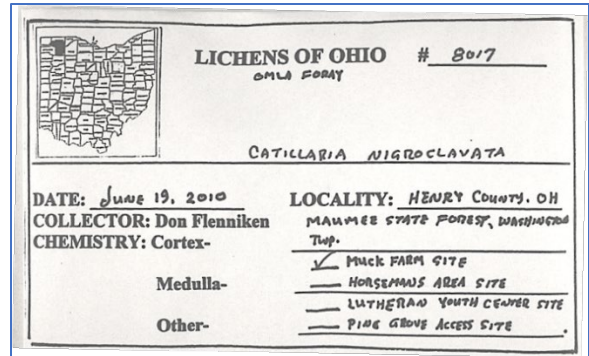 LICHENS OF OHIO # 8017
OMLA FORAY
CATILLARIA NIGROCLAVATA
DATE: JUNE 19, 2010
COLLECTOR: Don Flenniken
CHEMISTRY: Cortex-
Medulla-
Other-
LOCALITY: HENRY COUNTY. OH
MAUMEE STATE FOREST, WASHINGTON
TWP.
✓ MUCK FARM SITE
HORSEMANS AREA SITE
LUTHERAN YOUTH CENTER SITE
PINE GROVE ACCESS SITE.